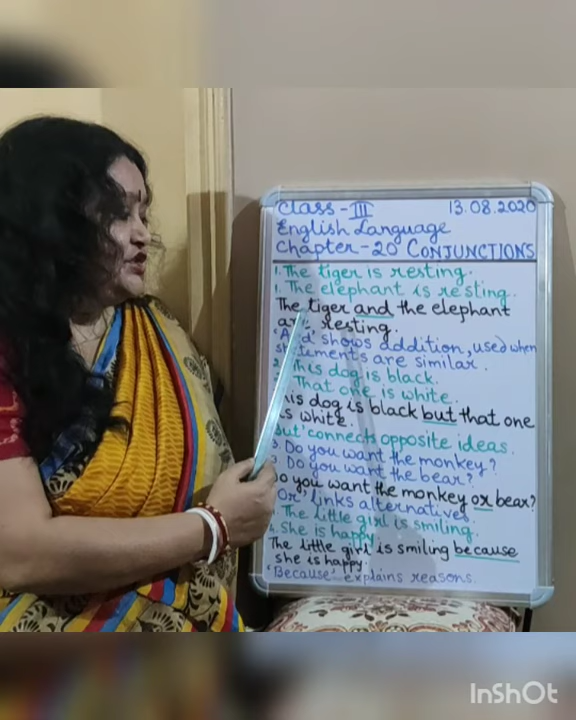 Class-III 13.08.2020
English Language
Chapter-20 CONJUNCTIONS
1. The tiger is resting.
1. The elephant is resting.
The tiger and the elephant
are resting.
'And' shows addition, used when
statements are similar.
2. This dog is black.
That one is white.
This dog is black but that one
is white.
'But' connects opposite ideas.
3. Do you want the monkey?
3. Do you want the bear?
Do you want the monkey or bear?
'Or' links alternatives.
The little girl is smiling.
4. She is happy.
The little girl is smiling because
she is happy.
'Because' explains reasons.
InShOt